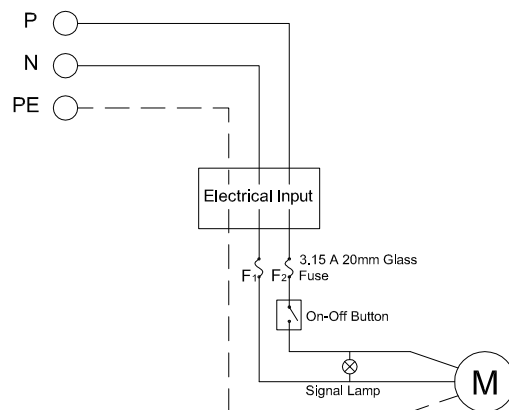 P
N
PE
Electrical Input
F1
F2
3.15 A 20mm Glass
Fuse
On-Off Button
Signal Lamp
M